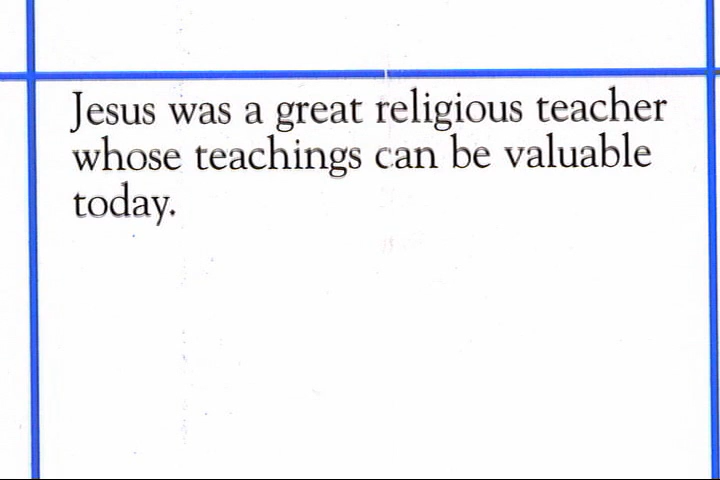 Jesus was a great religious teacher
whose teachings can be valuable
today.